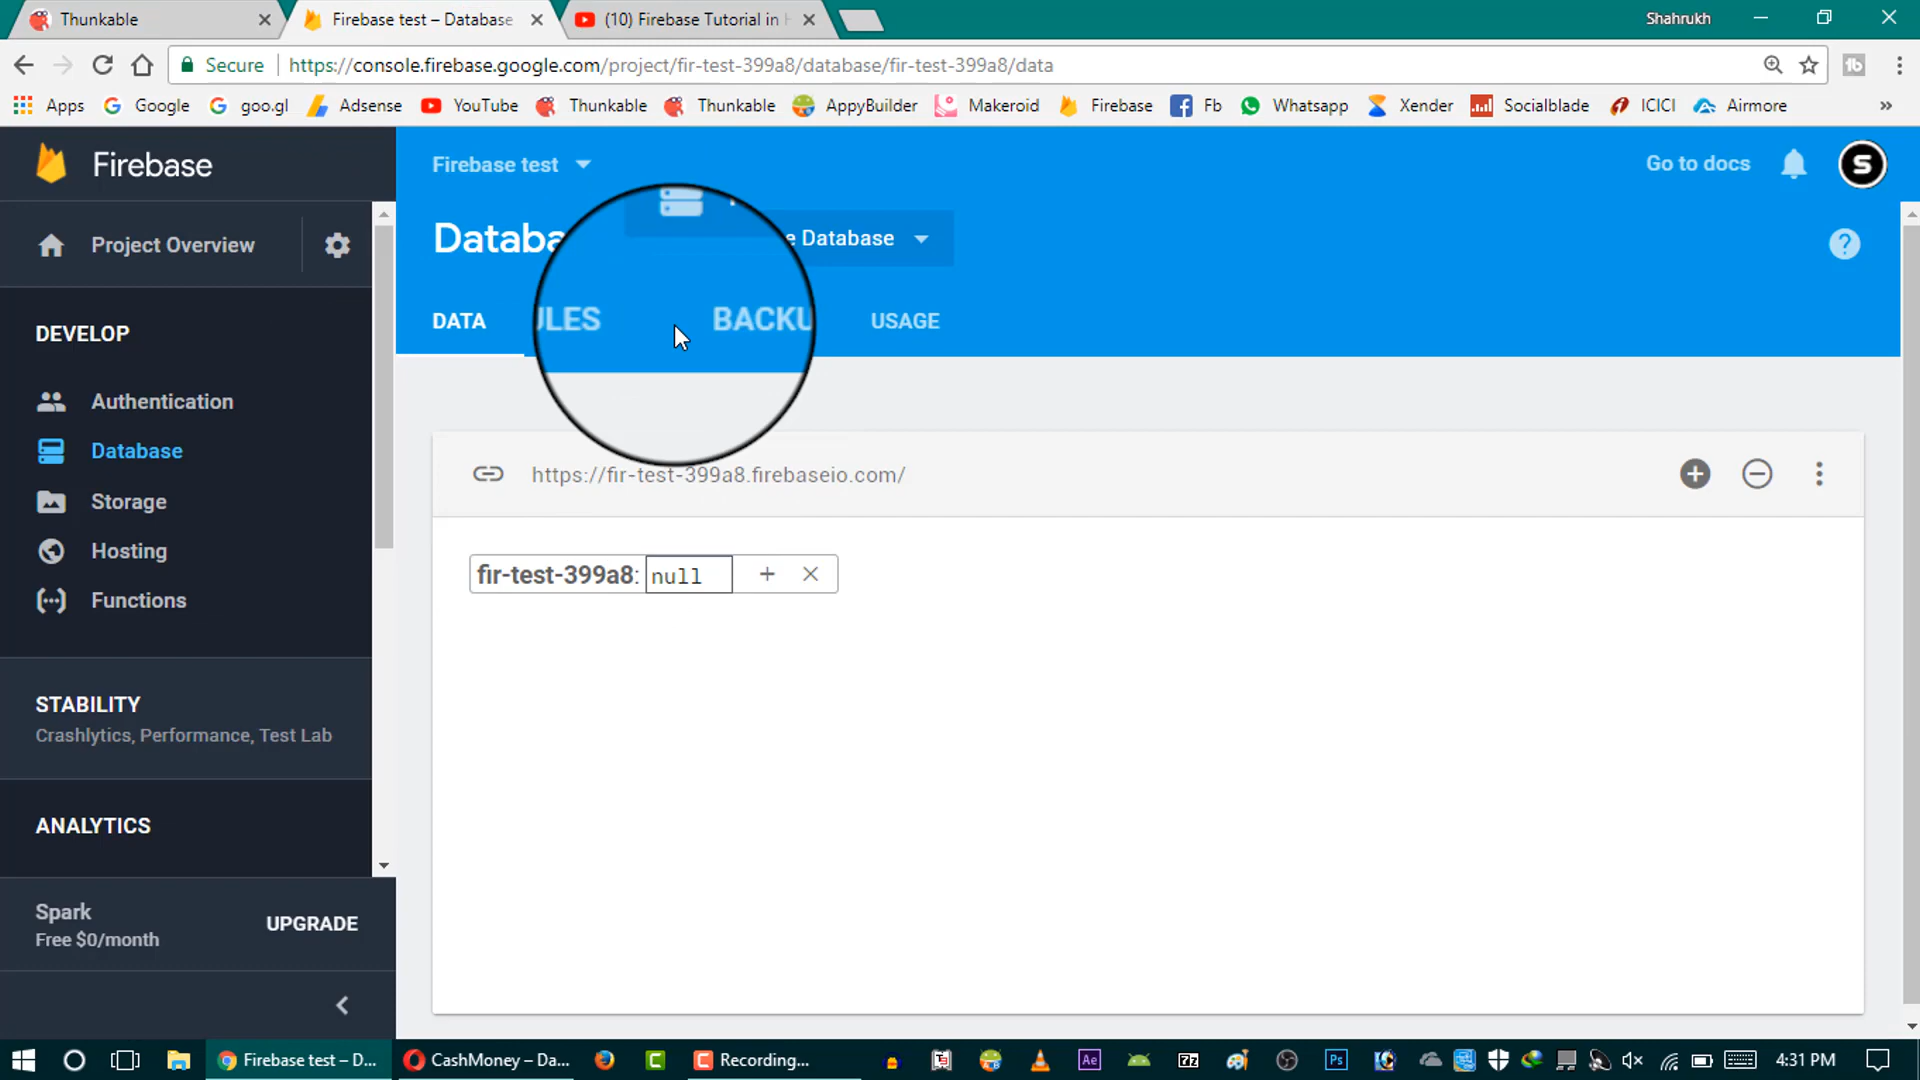 Thunkable
Firebase test – Database
(10) Firebase Tutorial in H
Shahrukh
Secure
https://console.firebase.google.com/project/fir-test-399a8/database/fir-test-399a8/data
Apps
Google
goo.gl
Adsense
YouTube
Thunkable
Thunkable
AppyBuilder
Makeroid
Firebase
Fb
Whatsapp
Xender
Socialblade
ICICI
Airmore
»
Firebase
Firebase test
Go to docs
S
Project Overview
Databa
e Database
?
DATA
ULES
BACKU
USAGE
DEVELOP
Authentication
Database
Storage
Hosting
Functions
https://fir-test-399a8.firebaseio.com/
fir-test-399a8: null
STABILITY
Crashlytics, Performance, Test Lab
ANALYTICS
Spark
Free $0/month
UPGRADE
Firebase test – D...
CashMoney – Da...
Recording...
Ae
Ps
4:31 PM